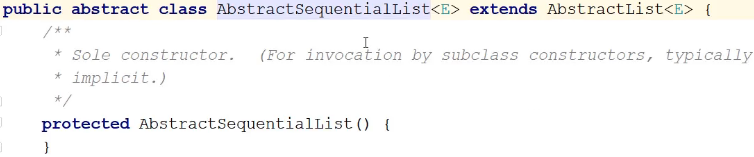 public abstract class AbstractSequentialList<E> extends AbstractList<E> {
/**
* Sole constructor.  (For invocation by subclass constructors, typically
* implicit.)
*/
protected AbstractSequentialList() {
}